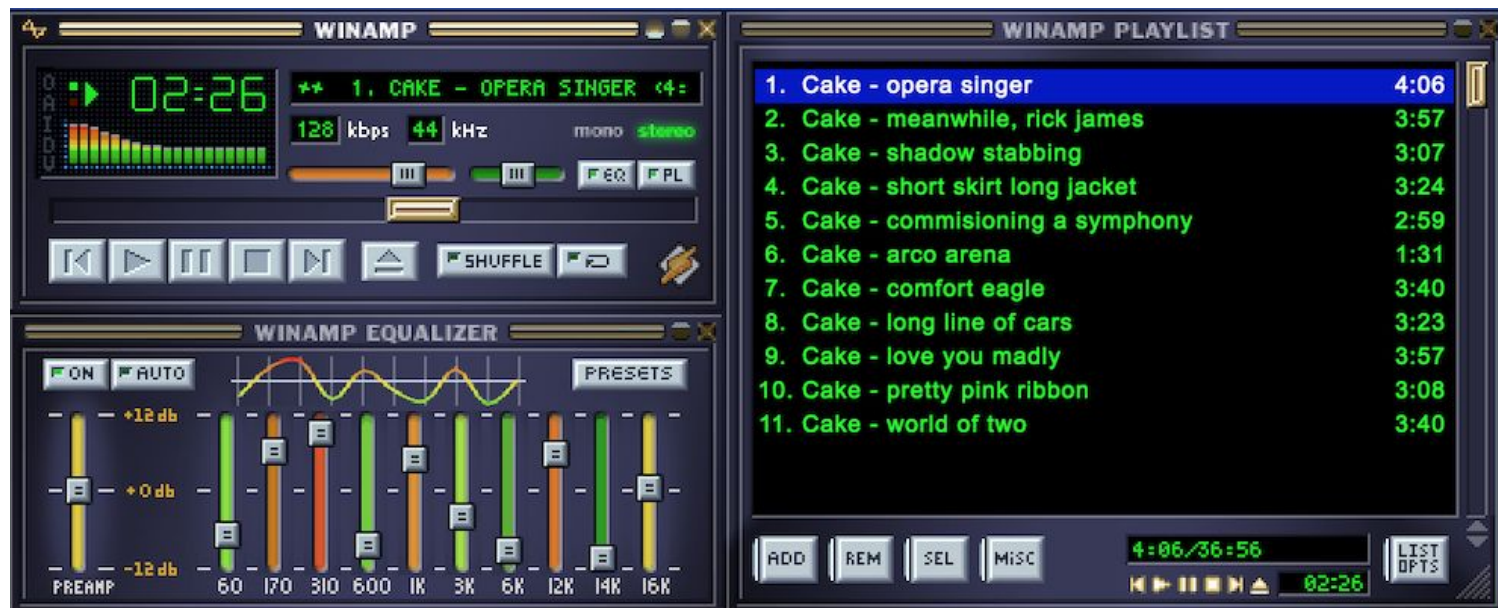 WINAMP
O A I D V
02:26
** 1. CAKE - OPERA SINGER <4:
128 kbps 44 kHz mono stereo
EQ PL
SHUFFLE
WINAMP EQUALIZER
ON AUTO PRESETS
+12 db
+0 db
-12 db
PREAMP 60 170 310 600 1K 3K 6K 12K 14K 16K
WINAMP PLAYLIST
1. Cake - opera singer 4:06
2. Cake - meanwhile, rick james 3:57
3. Cake - shadow stabbing 3:07
4. Cake - short skirt long jacket 3:24
5. Cake - commisioning a symphony 2:59
6. Cake - arco arena 1:31
7. Cake - comfort eagle 3:40
8. Cake - long line of cars 3:23
9. Cake - love you madly 3:57
10. Cake - pretty pink ribbon 3:08
11. Cake - world of two 3:40
ADD REM SEL MiSC 4:06/36:56 LIST OPTS
02:26